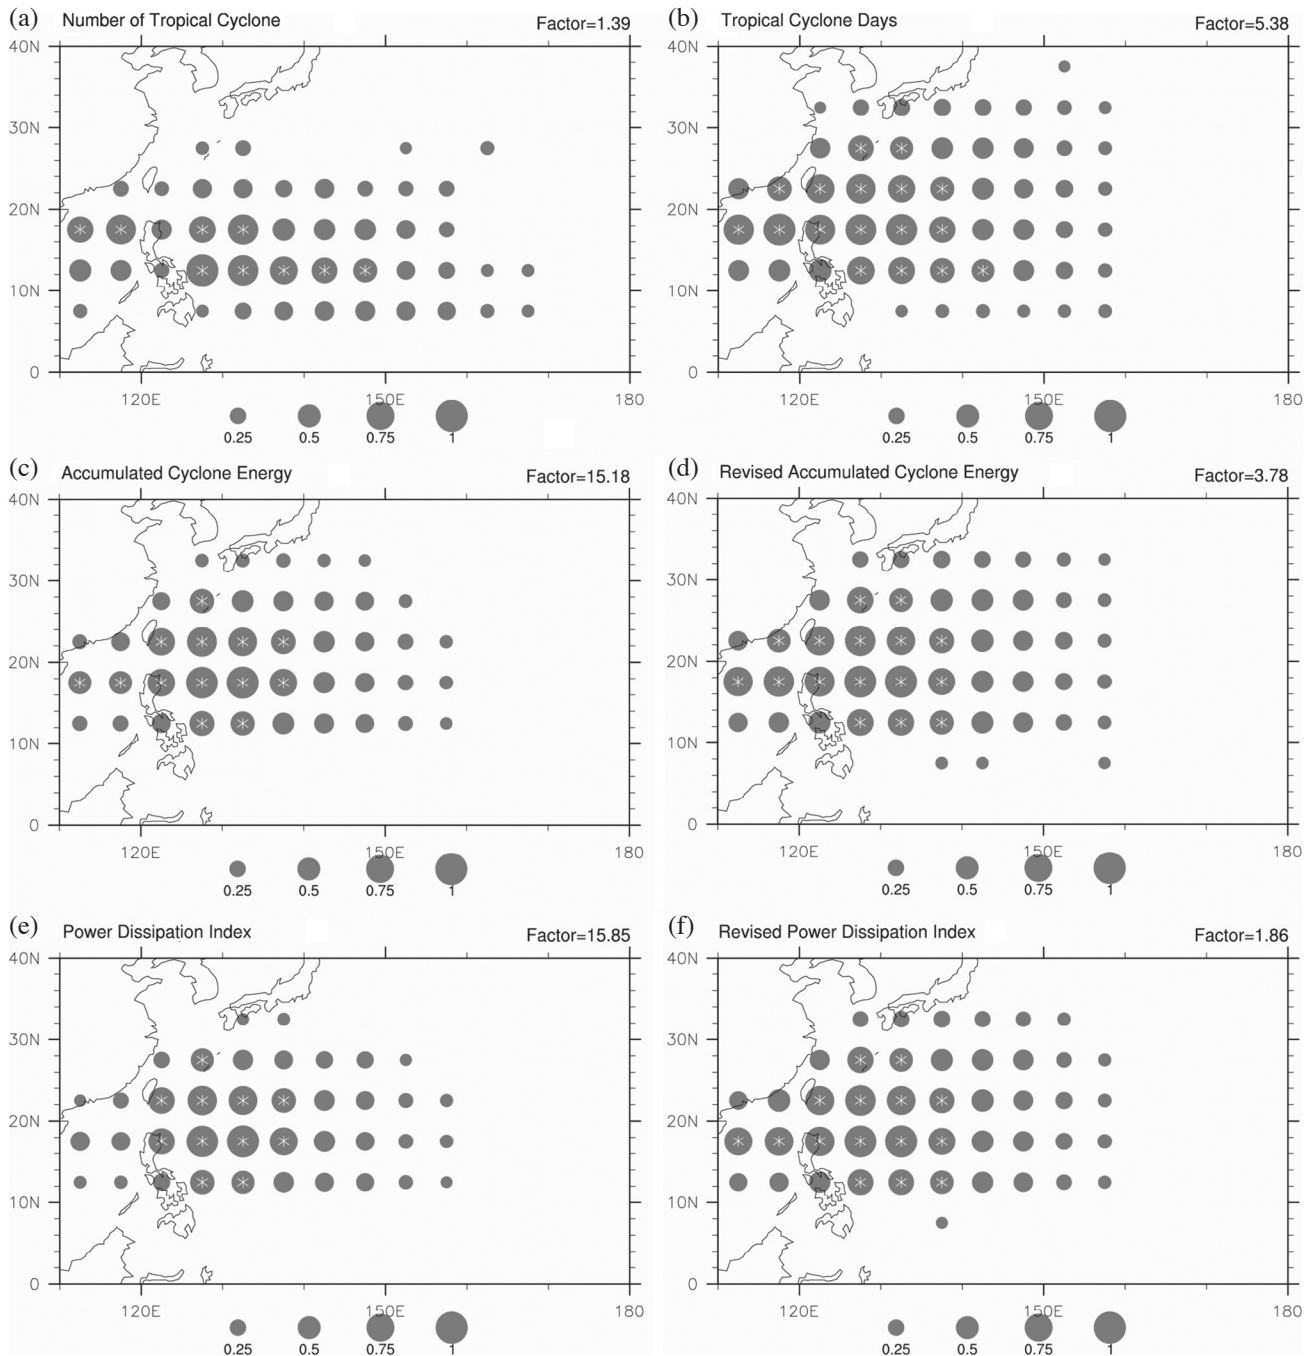 (a) Number of Tropical Cyclone Factor=1.39
40N
30N
20N
10N
0
120E 150E 180
0.25 0.5 0.75 1
(b) Tropical Cyclone Days Factor=5.38
40N
30N
20N
10N
0
120E 150E 180
0.25 0.5 0.75 1
(c) Accumulated Cyclone Energy Factor=15.18
40N
30N
20N
10N
0
120E 150E 180
0.25 0.5 0.75 1
(d) Revised Accumulated Cyclone Energy Factor=3.78
40N
30N
20N
10N
0
120E 150E 180
0.25 0.5 0.75 1
(e) Power Dissipation Index Factor=15.85
40N
30N
20N
10N
0
120E 150E 180
0.25 0.5 0.75 1
(f) Revised Power Dissipation Index Factor=1.86
40N
30N
20N
10N
0
120E 150E 180
0.25 0.5 0.75 1